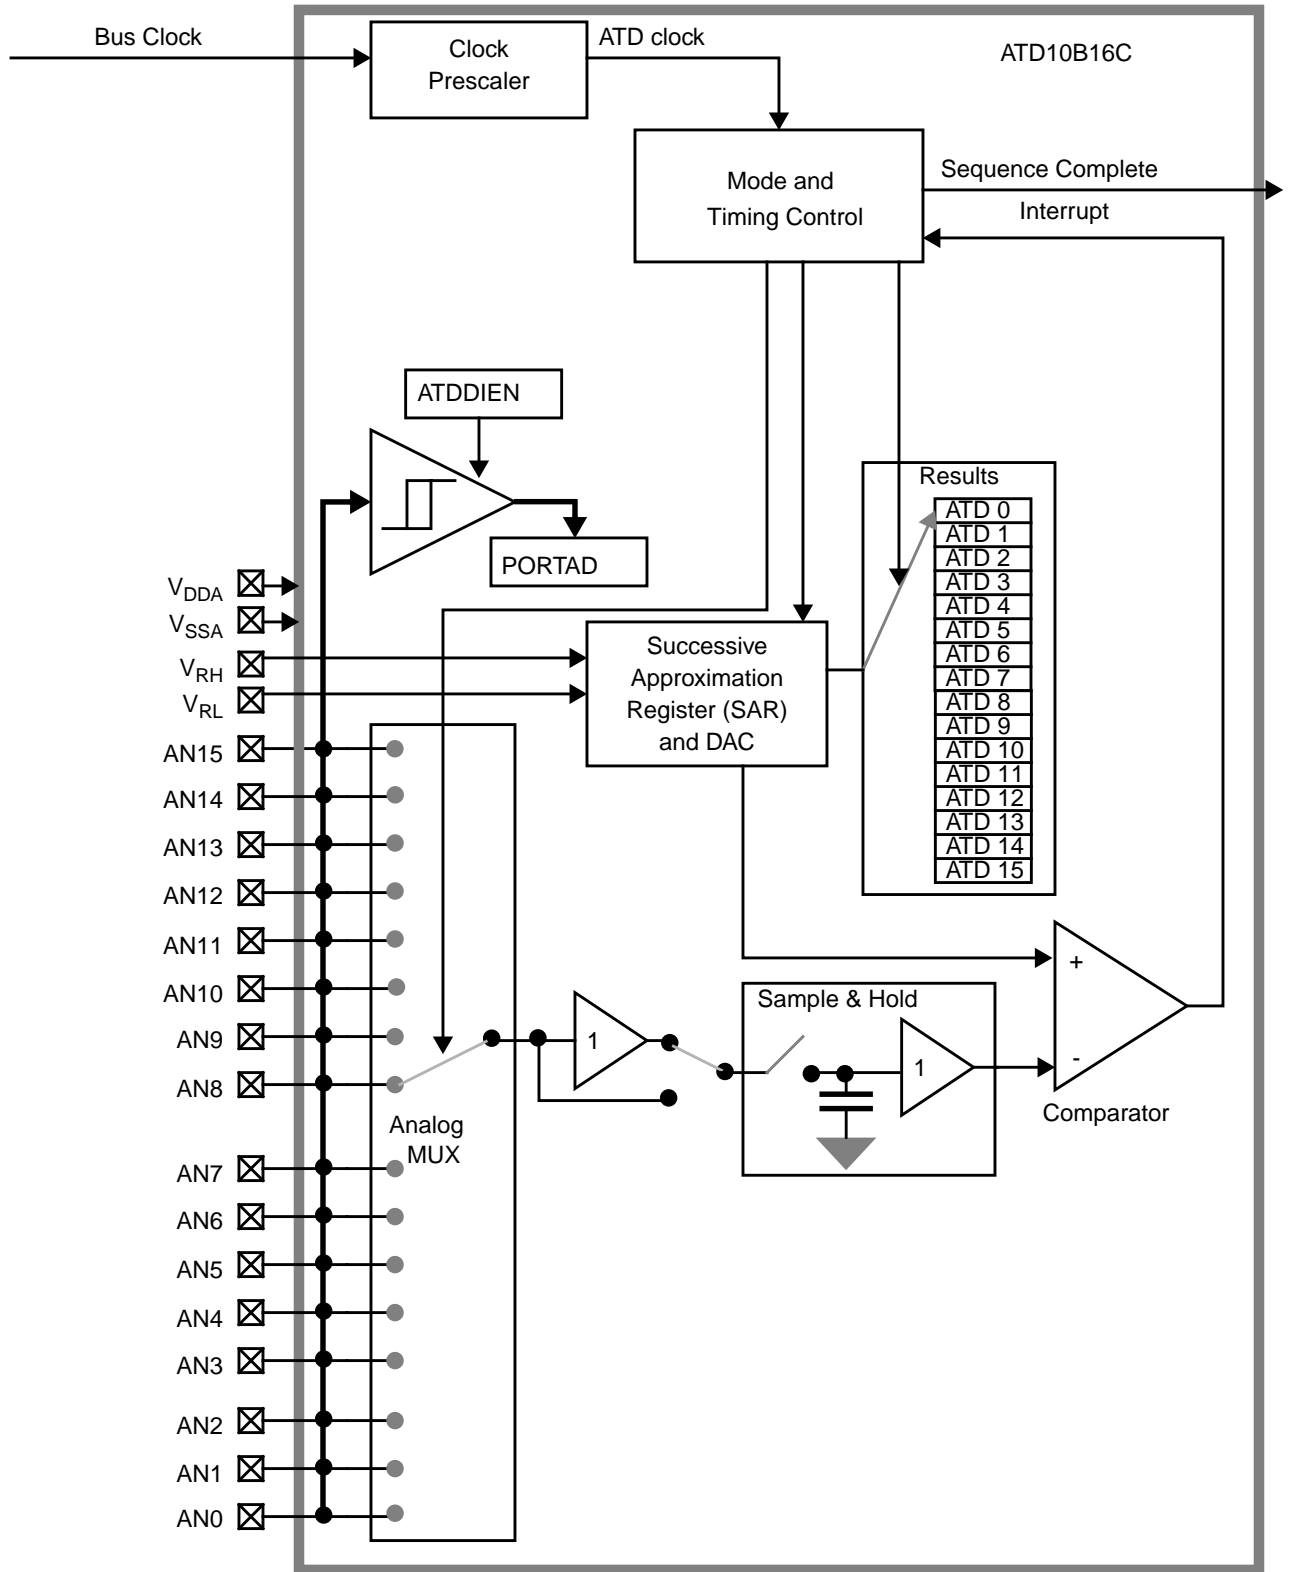 Bus Clock
Clock
Prescaler
ATD clock
ATD10B16C
Mode and
Timing Control
Sequence Complete
Interrupt
ATDDIEN
PORTAD
Results
ATD 0
ATD 1
ATD 2
ATD 3
ATD 4
ATD 5
ATD 6
ATD 7
ATD 8
ATD 9
ATD 10
ATD 11
ATD 12
ATD 13
ATD 14
ATD 15
VDDA
VSSA
VRH
VRL
Successive
Approximation
Register (SAR)
and DAC
AN15
AN14
AN13
AN12
AN11
AN10
AN9
AN8
AN7
AN6
AN5
AN4
AN3
AN2
AN1
AN0
Analog
MUX
1
Sample & Hold
1
+
-
Comparator